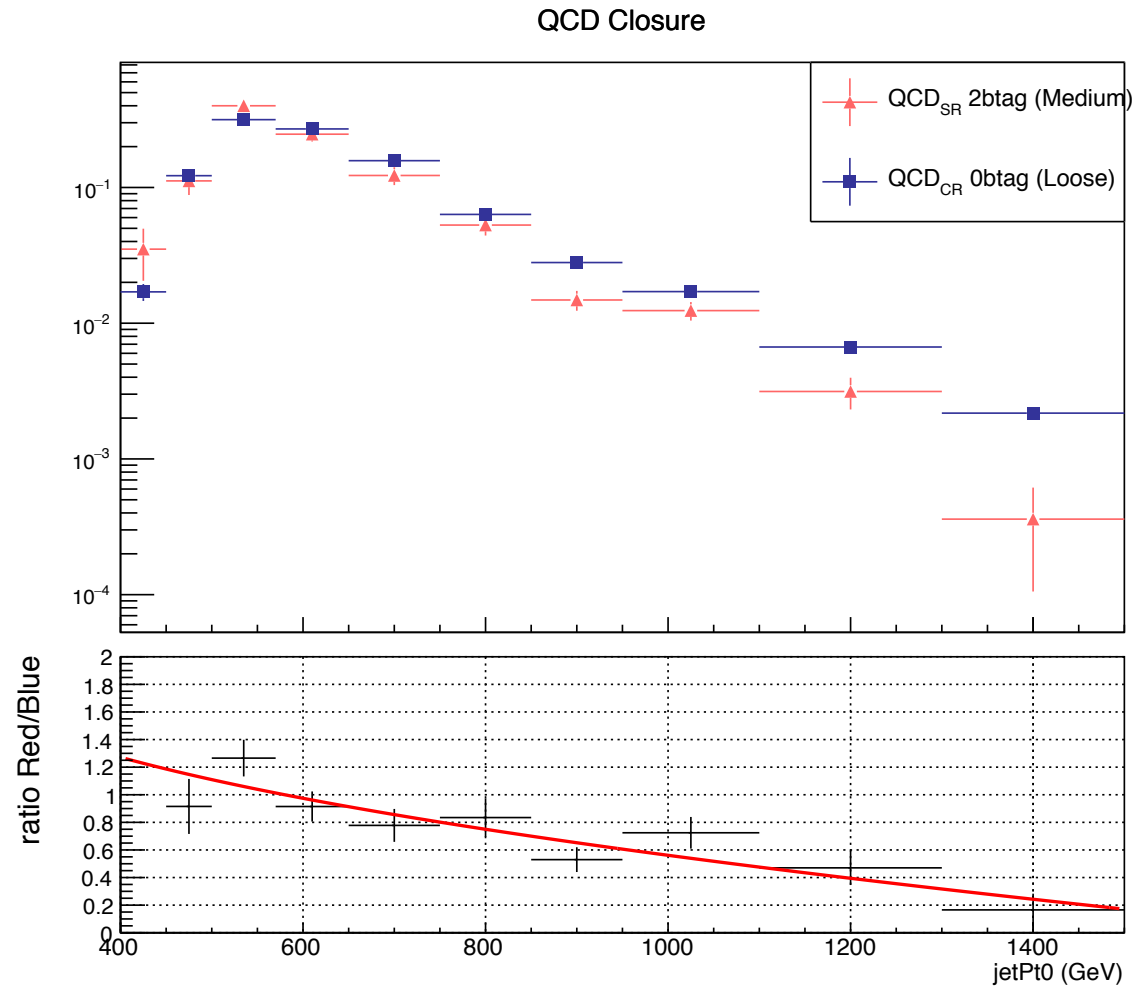 QCD Closure
QCD_SR 2btag (Medium)
QCD_CR 0btag (Loose)
10^−1
10^−2
10^−3
10^−4
ratio Red/Blue
2
1.8
1.6
1.4
1.2
1
0.8
0.6
0.4
0.2
0
400 600 800 1000 1200 1400
jetPt0 (GeV)